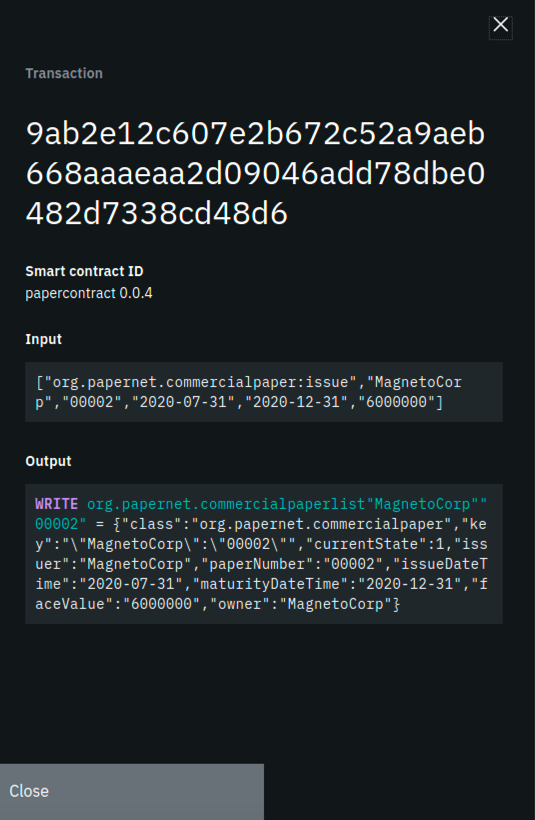 Transaction
9ab2e12c607e2b672c52a9aeb
668aaaeaa2d09046add78dbe0
482d7338cd48d6
Smart contract ID
papercontract 0.0.4
Input
["org.papernet.commercialpaper:issue","MagnetoCor
p","00002","2020-07-31","2020-12-31","6000000"]
Output
WRITE org.papernet.commercialpaperlist"MagnetoCorp""
00002" = {"class":"org.papernet.commercialpaper","ke
y":"\"MagnetoCorp\":\"00002\"","currentState":1,"iss
uer":"MagnetoCorp","paperNumber":"00002","issueDateT
ime":"2020-07-31","maturityDateTime":"2020-12-31","f
aceValue":"6000000","owner":"MagnetoCorp"}
Close